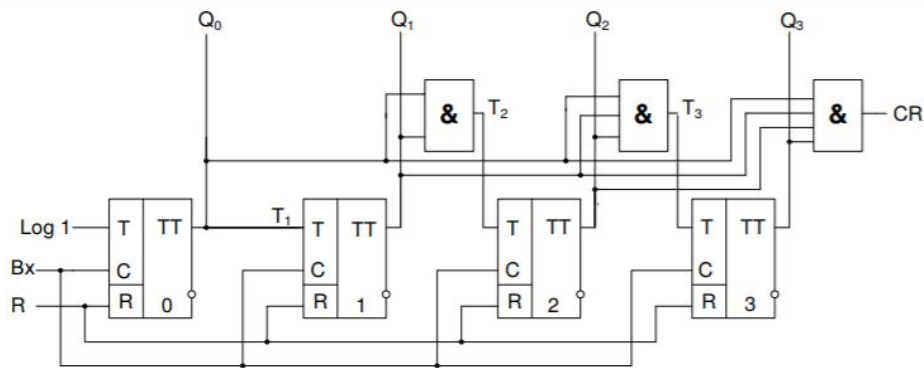 Q0 Q1 Q2 Q3
& T2 & T3 & CR
Log 1 T TT T1 T TT T TT T TT
Bx C C C C
R R 0 R 1 R 2 R 3